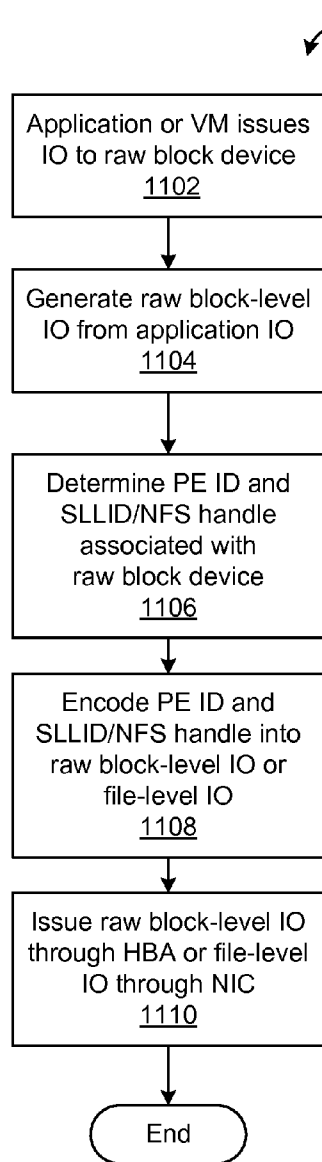 Application or VM issues
IO to raw block device
1102
Generate raw block-level
IO from application IO
1104
Determine PE ID and
SLLID/NFS handle
associated with
raw block device
1106
Encode PE ID and
SLLID/NFS handle into
raw block-level IO or
file-level IO
1108
Issue raw block-level IO
through HBA or file-level
IO through NIC
1110
End